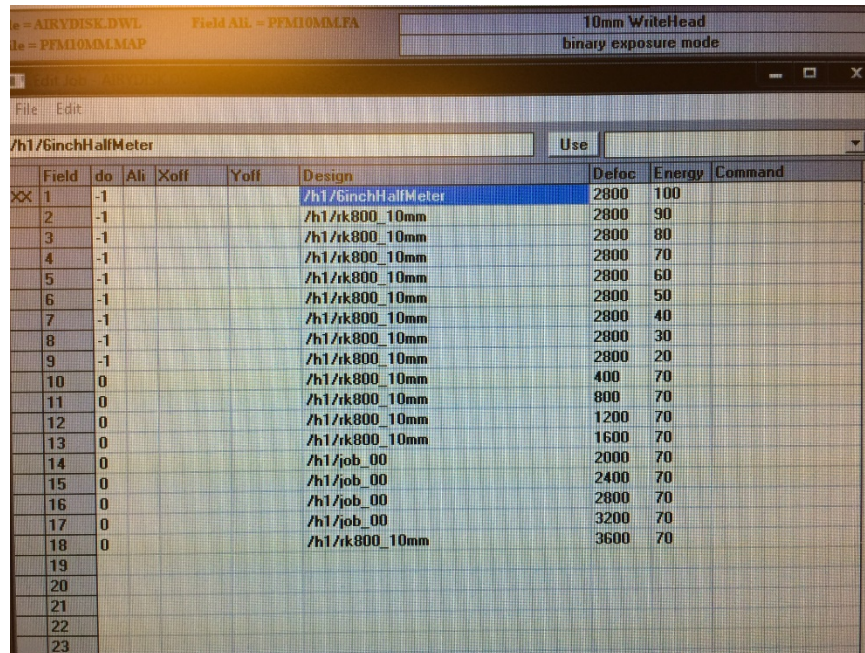 e = AIRYDISK.DWL Field Ali. = PFM10MM.FA 10mm WriteHead
le = PFM10MM.MAP binary exposure mode
Edit Job - AIRYDISK
File Edit
/h1/6inchHalfMeter Use
Field do Ali Xoff Yoff Design Defoc Energy Command
XX 1 -1 /h1/6inchHalfMeter 2800 100
2 -1 /h1/rk800_10mm 2800 90
3 -1 /h1/rk800_10mm 2800 80
4 -1 /h1/rk800_10mm 2800 70
5 -1 /h1/rk800_10mm 2800 60
6 -1 /h1/rk800_10mm 2800 50
7 -1 /h1/rk800_10mm 2800 40
8 -1 /h1/rk800_10mm 2800 30
9 -1 /h1/rk800_10mm 2800 20
10 0 /h1/rk800_10mm 400 70
11 0 /h1/rk800_10mm 800 70
12 0 /h1/rk800_10mm 1200 70
13 0 /h1/rk800_10mm 1600 70
14 0 /h1/job_00 2000 70
15 0 /h1/job_00 2400 70
16 0 /h1/job_00 2800 70
17 0 /h1/job_00 3200 70
18 0 /h1/rk800_10mm 3600 70
19
20
21
22
23